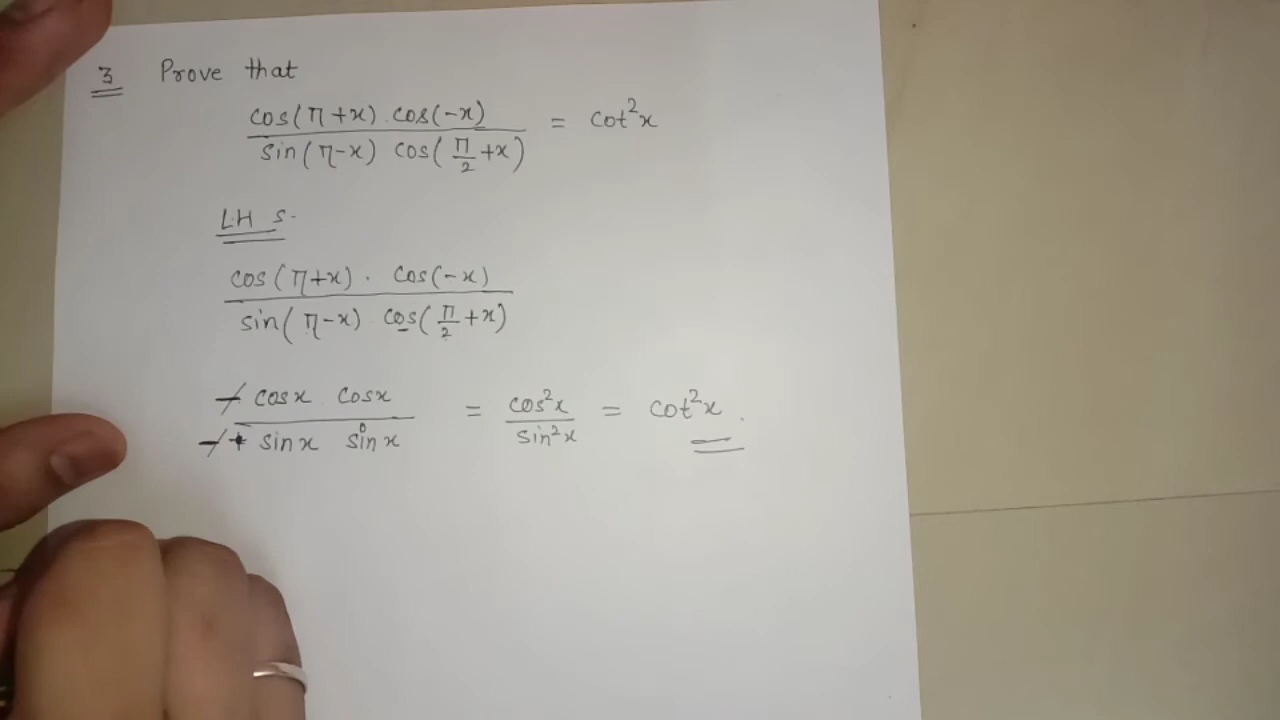 3 Prove that
cos(π+x) . cos(-x)
= cot²x
sin(π-x) cos(π/2 +x)
L.H S.
cos(π+x) . cos(-x)
sin(π-x) cos(π/2 +x)
- cosx cosx
= cos²x/sin²x = cot²x .
-+ sinx sinx